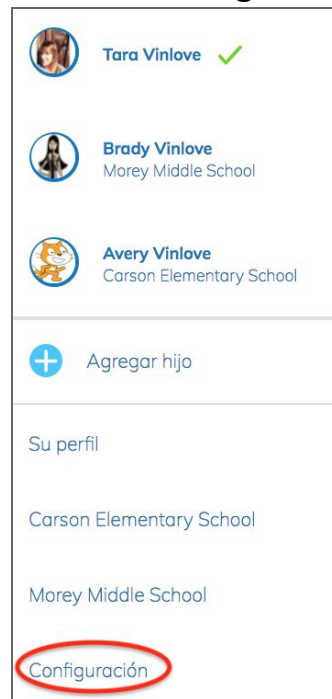 Tara Vinlove
Brady Vinlove
Morey Middle School
Avery Vinlove
Carson Elementary School
Agregar hijo
Su perfil
Carson Elementary School
Morey Middle School
Configuración